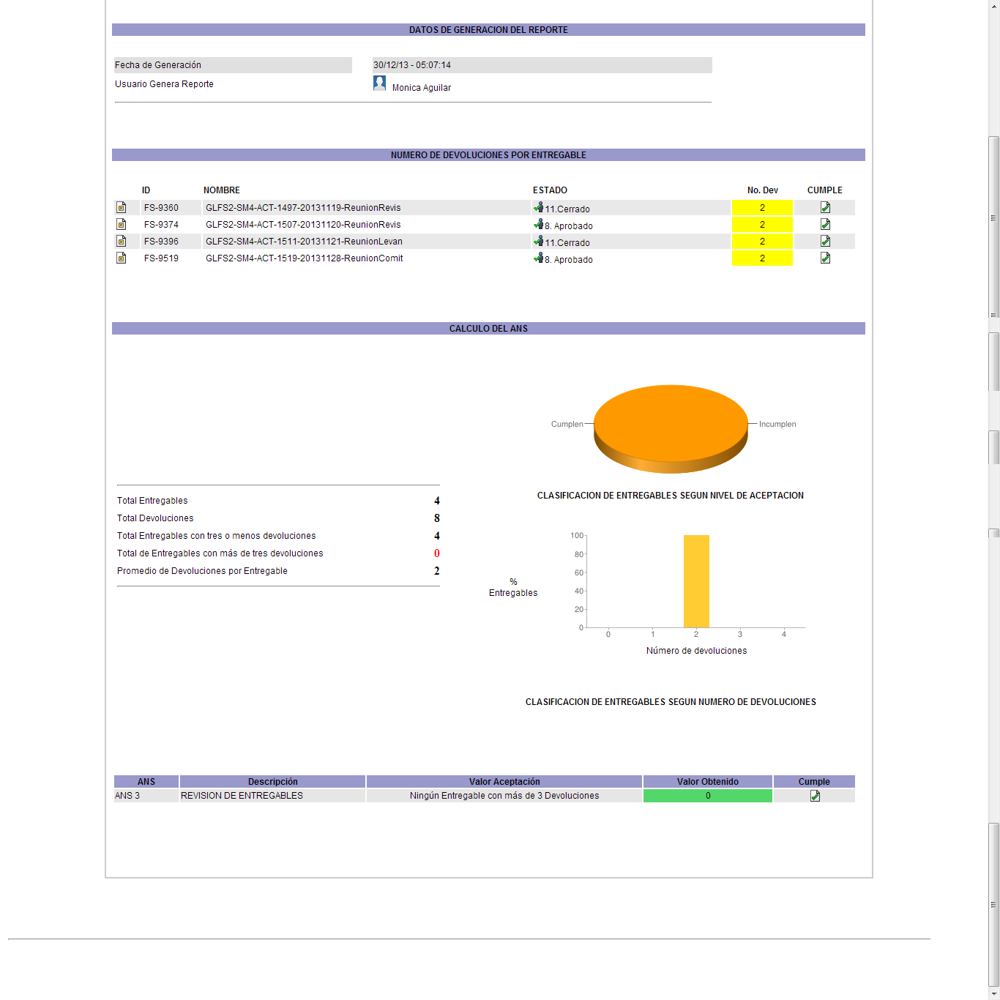 DATOS DE GENERACION DEL REPORTE
Fecha de Generación 30/12/13 - 05:07:14
Usuario Genera Reporte Monica Aguilar
NUMERO DE DEVOLUCIONES POR ENTREGABLE
ID NOMBRE ESTADO No. Dev CUMPLE
FS-9360 GLFS2-SM4-ACT-1497-20131119-ReunionRevis 11.Cerrado 2
FS-9374 GLFS2-SM4-ACT-1507-20131120-ReunionRevis 8. Aprobado 2
FS-9396 GLFS2-SM4-ACT-1511-20131121-ReunionLevan 11.Cerrado 2
FS-9519 GLFS2-SM4-ACT-1519-20131128-ReunionComit 8. Aprobado 2
CALCULO DEL ANS
Cumplen Incumplen
CLASIFICACION DE ENTREGABLES SEGUN NIVEL DE ACEPTACION
Total Entregables 4
Total Devoluciones 8
Total Entregables con tres o menos devoluciones 4
Total de Entregables con más de tres devoluciones 0
Promedio de Devoluciones por Entregable 2
% 
Entregables
100
80
60
40
20
0
0 1 2 3 4
Número de devoluciones
CLASIFICACION DE ENTREGABLES SEGUN NUMERO DE DEVOLUCIONES
ANS Descripción Valor Aceptación Valor Obtenido Cumple
ANS 3 REVISION DE ENTREGABLES Ningún Entregable con más de 3 Devoluciones 0